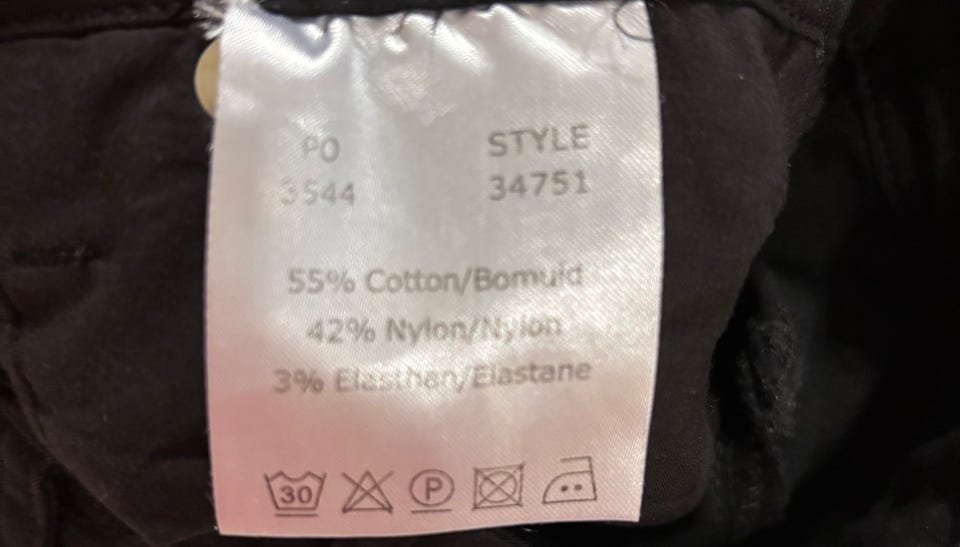 PO STYLE
3544 34751
55% Cotton/Bomuld
42% Nylon/Nylon
3% Elasthan/Elastane
30 P